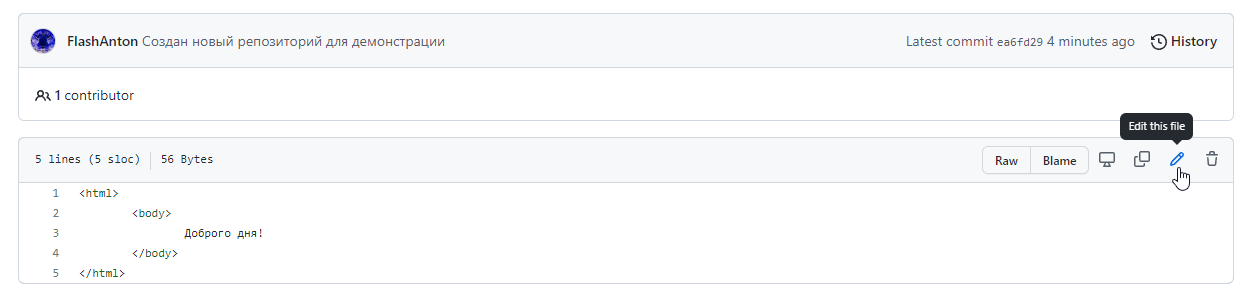 FlashAnton Создан новый репозиторий для демонстрации Latest commit ea6fd29 4 minutes ago History
1 contributor
Edit this file
5 lines (5 sloc) 56 Bytes Raw Blame
1 <html>
2 <body>
3 Доброго дня!
4 </body>
5 </html>